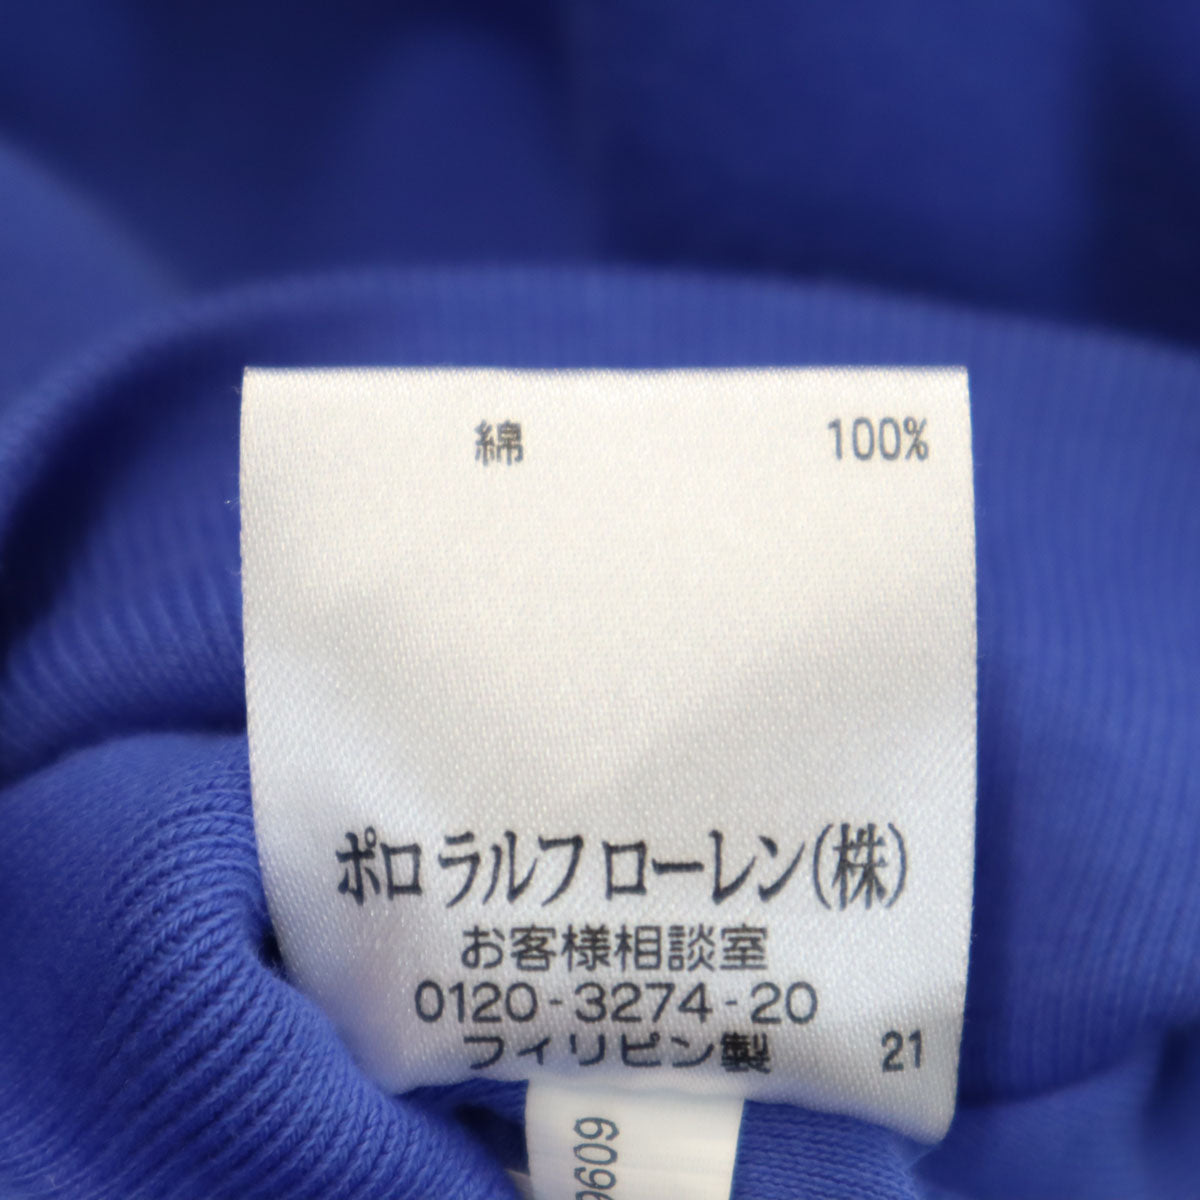 綿 100%
ポロ ラルフ ローレン(株)
お客様相談室
0120-3274-20
フィリピン製 21
9609